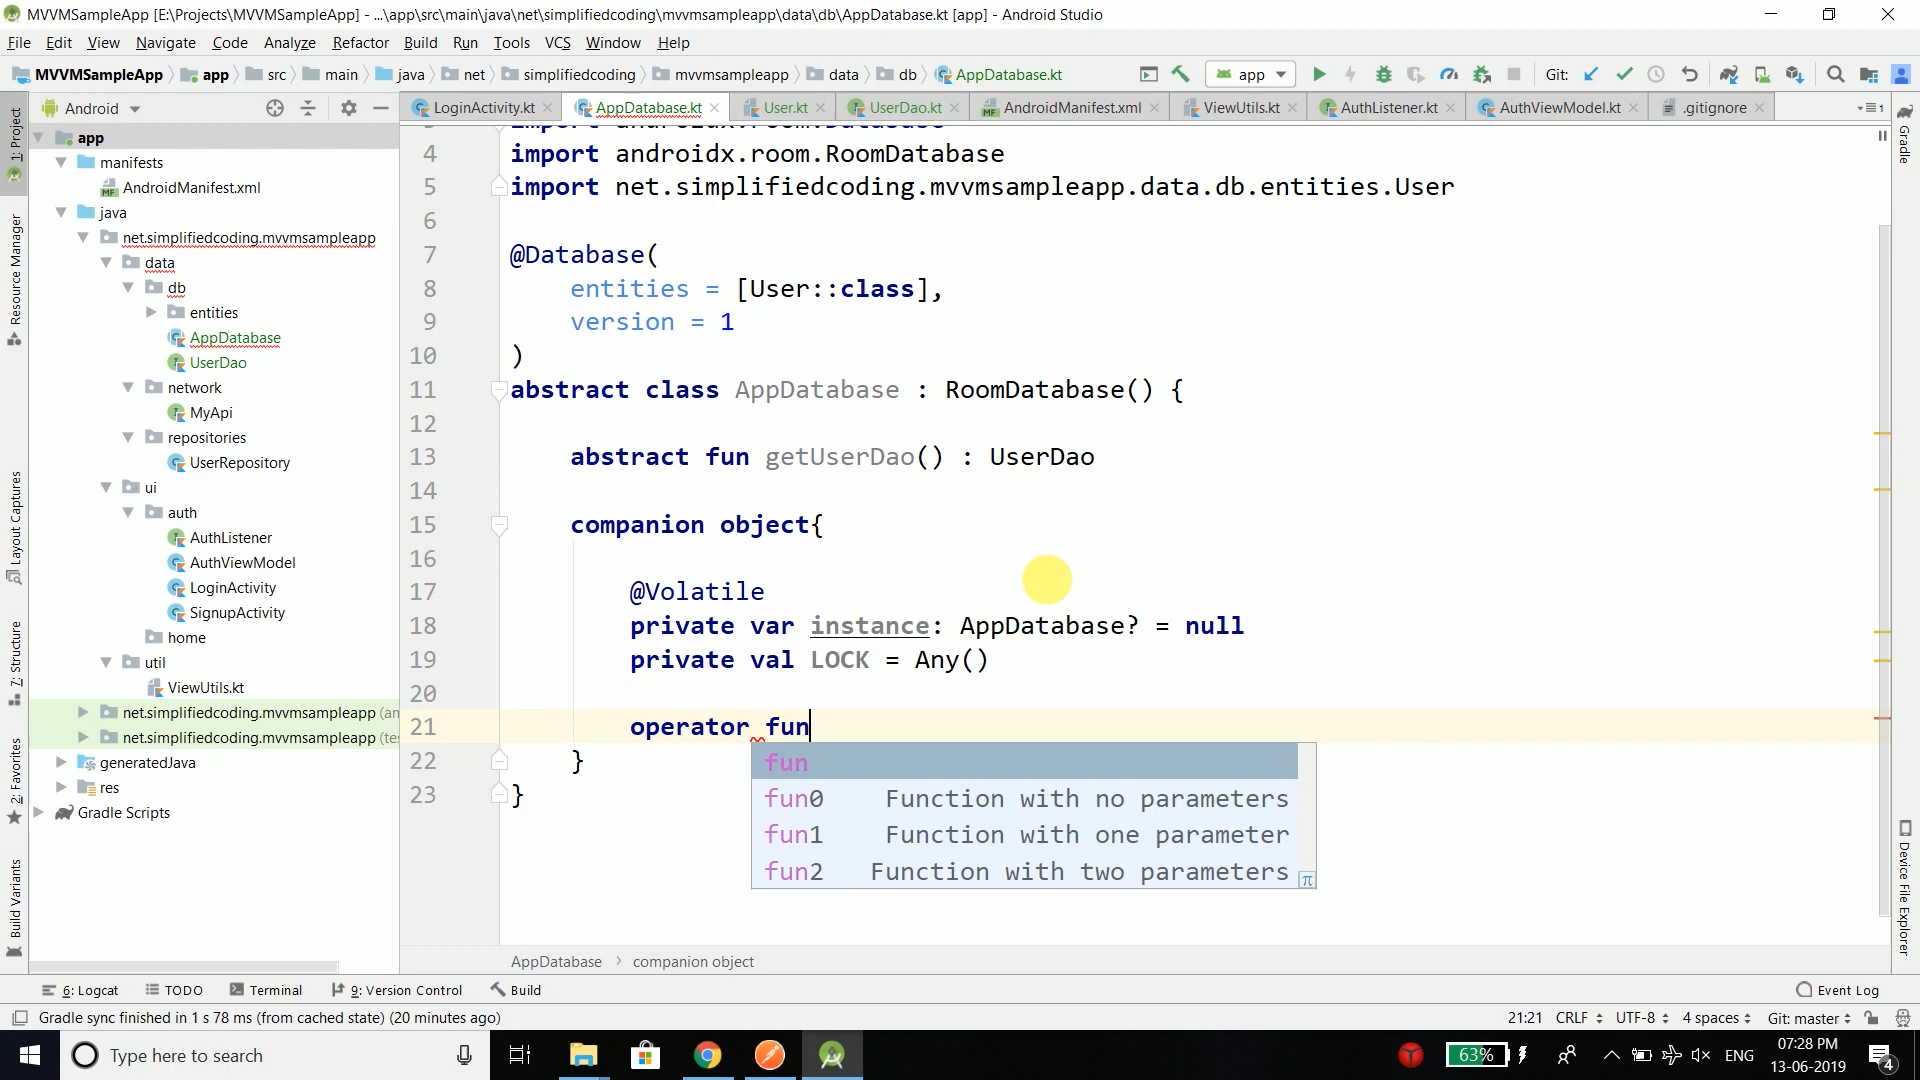 MVVMSampleApp [E:\Projects\MVVMSampleApp] - ...\app\src\main\java\net\simplifiedcoding\mvvmsampleapp\data\db\AppDatabase.kt [app] - Android Studio
File Edit View Navigate Code Analyze Refactor Build Run Tools VCS Window Help
MVVMSampleApp app src main java net simplifiedcoding mvvmsampleapp data db AppDatabase.kt app Git:
Android
LoginActivity.kt AppDatabase.kt User.kt UserDao.kt AndroidManifest.xml ViewUtils.kt AuthListener.kt AuthViewModel.kt .gitignore
1: Project
Resource Manager
Layout Captures
7: Structure
2: Favorites
Build Variants
app
manifests
AndroidManifest.xml
java
net.simplifiedcoding.mvvmsampleapp
data
db
entities
AppDatabase
UserDao
network
MyApi
repositories
UserRepository
ui
auth
AuthListener
AuthViewModel
LoginActivity
SignupActivity
home
util
ViewUtils.kt
net.simplifiedcoding.mvvmsampleapp (an
net.simplifiedcoding.mvvmsampleapp (tes
generatedJava
res
Gradle Scripts
import androidx.room.Database
4 import androidx.room.RoomDatabase
5 import net.simplifiedcoding.mvvmsampleapp.data.db.entities.User
6
7 @Database(
8 entities = [User::class],
9 version = 1
10 )
11 abstract class AppDatabase : RoomDatabase() {
12
13 abstract fun getUserDao() : UserDao
14
15 companion object{
16
17 @Volatile
18 private var instance: AppDatabase? = null
19 private val LOCK = Any()
20
21 operator fun
22 }
23 }
fun
fun0 Function with no parameters
fun1 Function with one parameter
fun2 Function with two parameters
π
Gradle
Device File Explorer
AppDatabase › companion object
6: Logcat TODO Terminal 9: Version Control Build Event Log
Gradle sync finished in 1 s 78 ms (from cached state) (20 minutes ago) 21:21 CRLF UTF-8 4 spaces Git: master
Type here to search 63% ENG 07:28 PM
13-06-2019 4